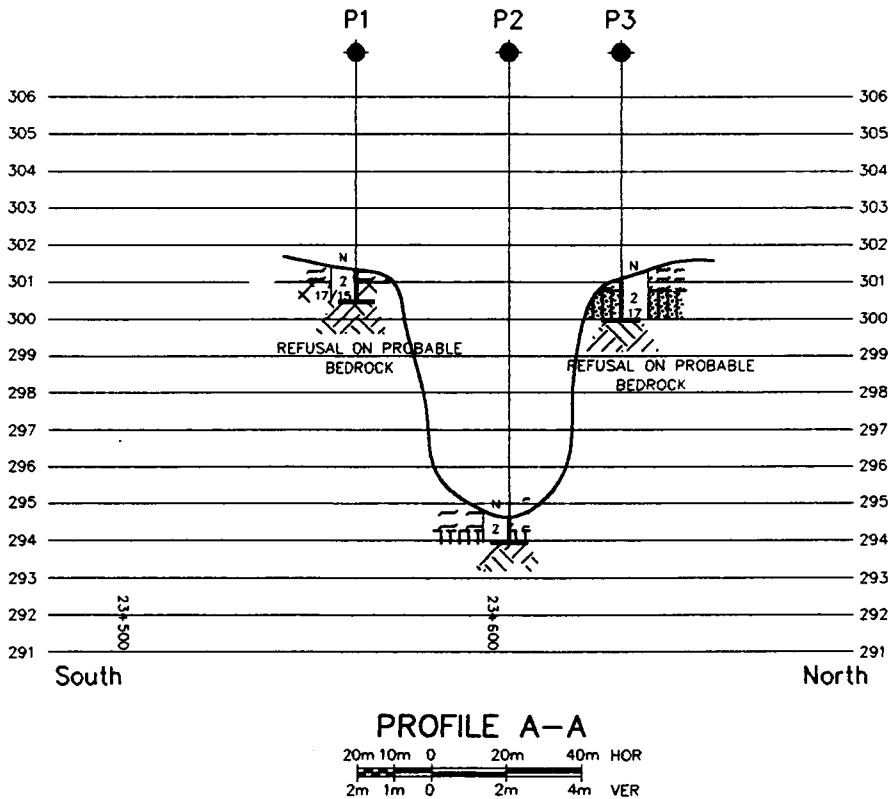 P1 P2 P3
306 306
305 305
304 304
303 303
302 302
N N
301 2 2 301
17 15 17
300 300
REFUSAL ON PROBABLE
BEDROCK
REFUSAL ON PROBABLE
BEDROCK
299 299
298 298
297 297
296 296
295 N 295
2
294 294
293 293
292 292
23+500 23+600
291 291
South North
PROFILE A-A
20m 10m 0 20m 40m HOR
2m 1m 0 2m 4m VER